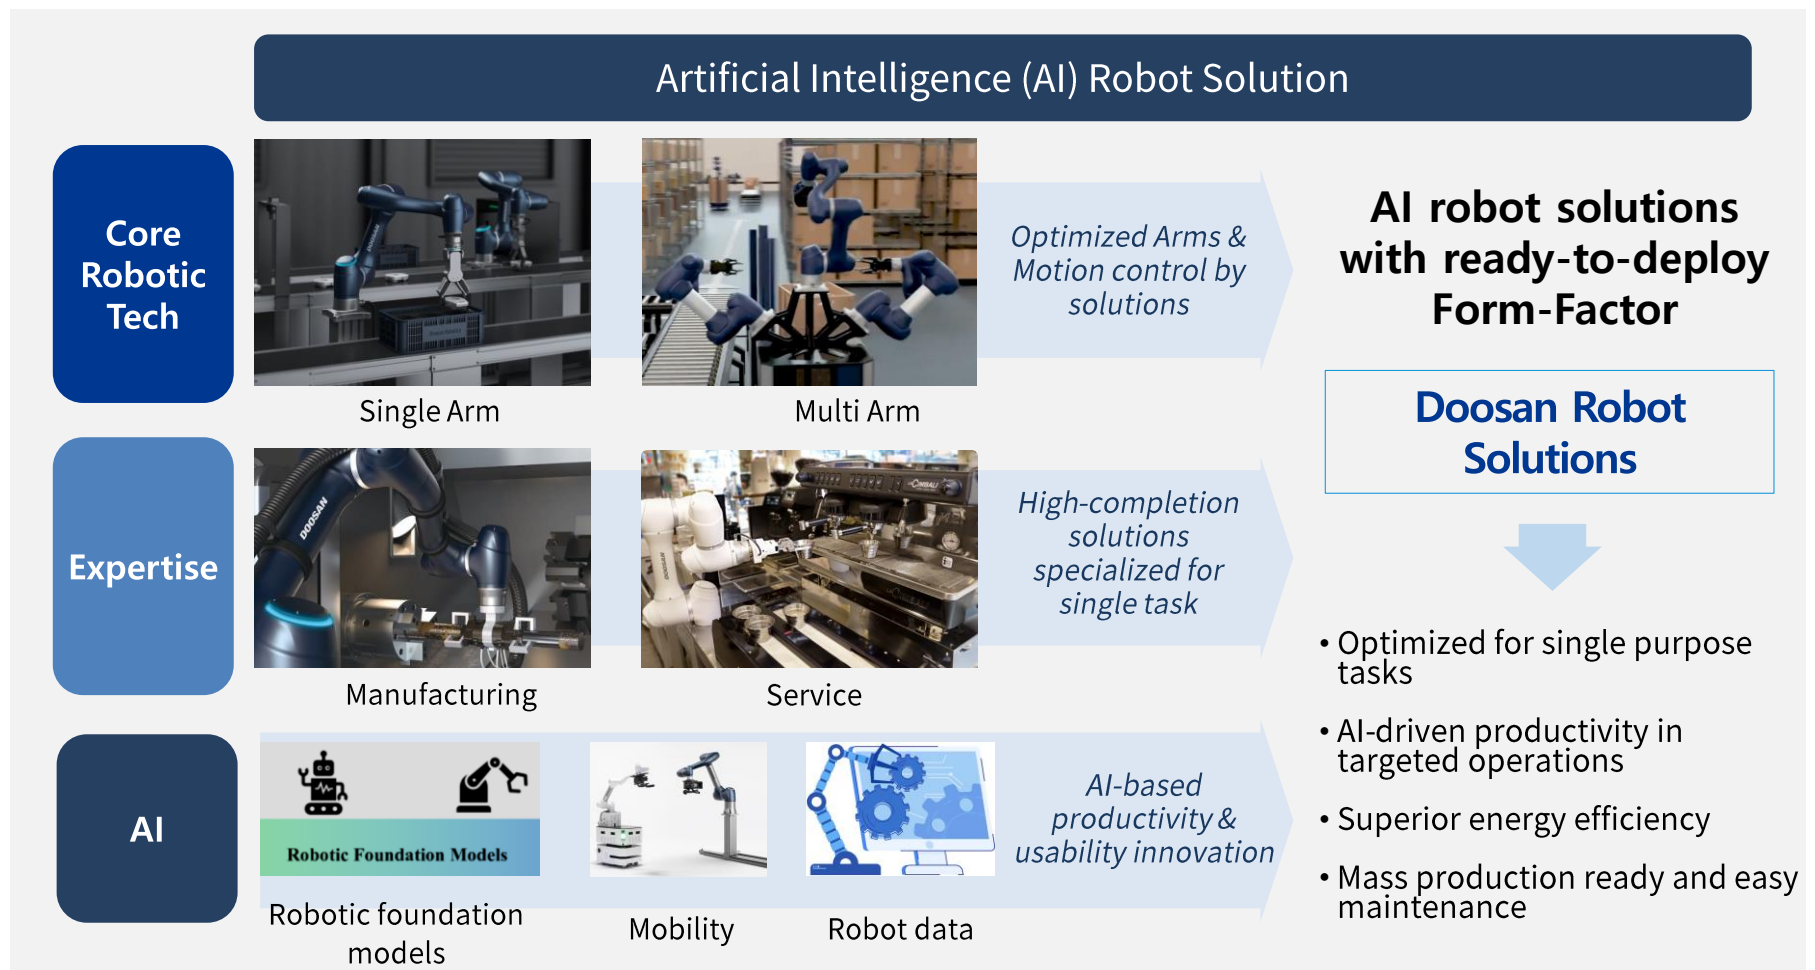 Artificial Intelligence (AI) Robot Solution
Core
Robotic
Tech
DOOSAN
Single Arm
Multi Arm
Optimized Arms &
Motion control by
solutions
Expertise
DOOSAN
DOOSAN
CIMBALI
Manufacturing
Service
High-completion
solutions
specialized for
single task
AI
Robotic Foundation Models
Robotic foundation
models
Mobility
Robot data
AI-based
productivity &
usability innovation
AI robot solutions
with ready-to-deploy
Form-Factor
Doosan Robot
Solutions
• Optimized for single purpose
tasks
• AI-driven productivity in
targeted operations
• Superior energy efficiency
• Mass production ready and easy
maintenance